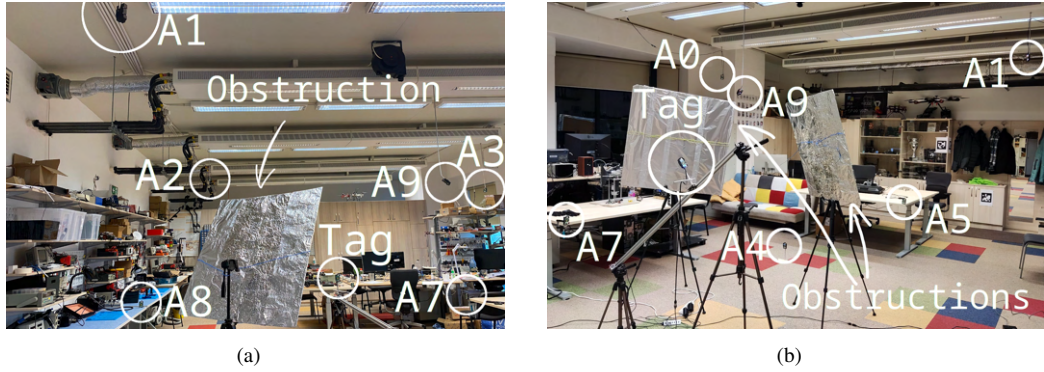 A1
Obstruction
A2
A3
A9
Tag
A8
A7
(a)
A0
A1
Tag
A9
A7
A4
A5
Obstructions
(b)